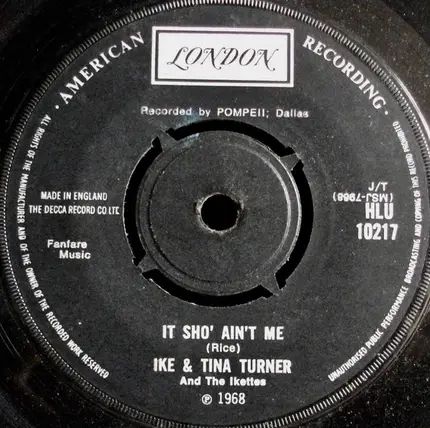 · AMERICAN RECORDING ·
LONDON
Recorded by POMPEII; Dallas
ALL RIGHTS OF THE MANUFACTURER AND OF THE OWNER OF THE RECORDED WORK RESERVED
UNAUTHORISED PUBLIC PERFORMANCE BROADCASTING AND COPYING OF THIS RECORD PROHIBITED
MADE IN ENGLAND
THE DECCA RECORD CO. LTD.
Fanfare
Music
J/T
(MSJ-7968)
HLU
10217
IT SHO' AIN'T ME
(Rice)
IKE & TINA TURNER
And The Ikettes
℗ 1968